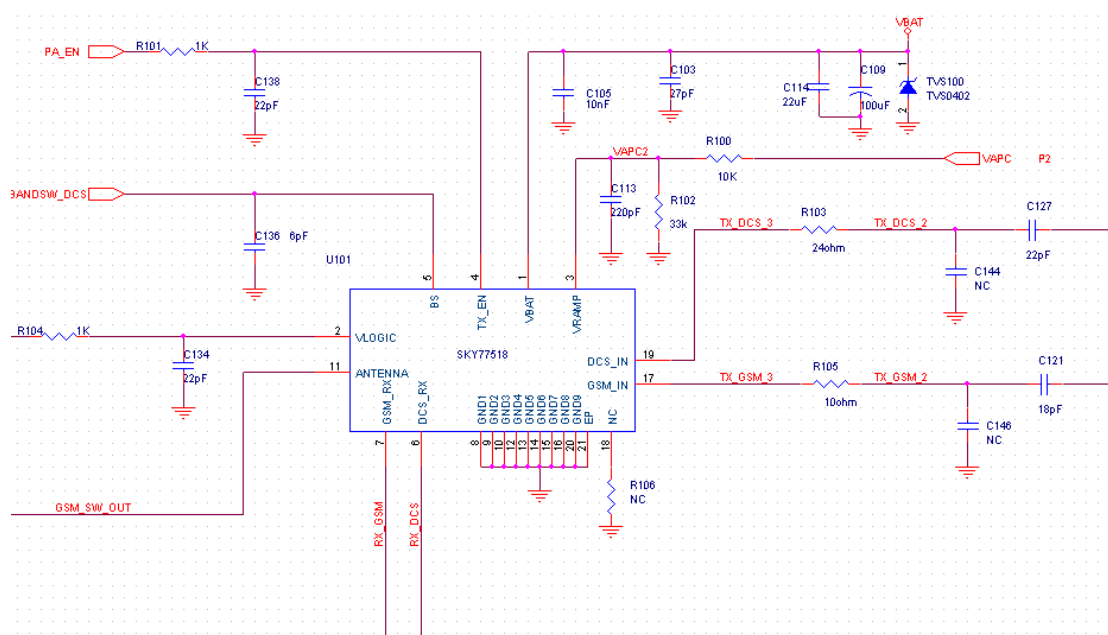 VBAT
PA_EN
R101
1K
C138
22pF
C105
10nF
C103
27pF
C114
22uF
C109
100uF
1
2
TVS100
TVS0402
R100
10K
VAPC2
VAPC
P2
C113
220pF
R102
33k
BANDSW_DCS
C136
6pF
TX_DCS_3
R103
24ohm
TX_DCS_2
C127
22pF
C144
NC
U101
5
4
1
3
BS
TX_EN
VBAT
VRAMP
R104
1K
C134
22pF
2
VLOGIC
11
ANTENNA
SKY77518
DCS_IN
19
GSM_IN
17
TX_GSM_3
R105
10ohm
TX_GSM_2
C121
18pF
C146
NC
GSM_RX
DCS_RX
GND1
GND2
GND3
GND4
GND5
GND6
GND7
GND8
GND9
EP
NC
7
6
8
9
10
12
13
14
15
16
20
21
18
R106
NC
GSM_SW_OUT
RX_GSM
RX_DCS